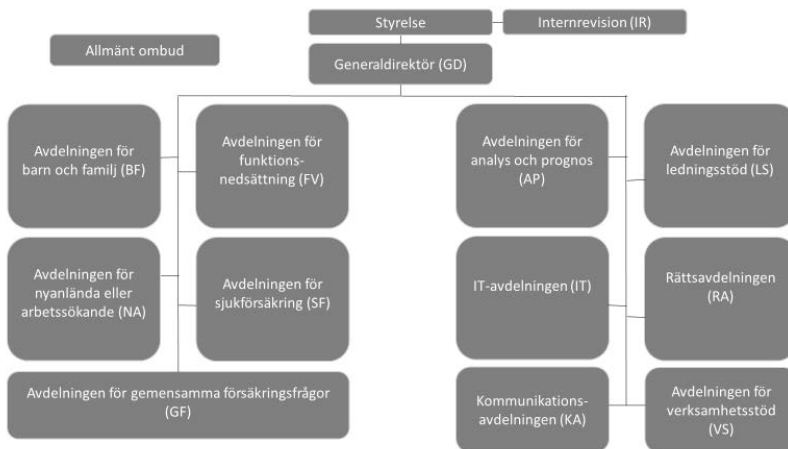 Styrelse
Internrevision (IR)
Allmänt ombud
Generaldirektör (GD)
Avdelningen för
barn och familj (BF)
Avdelningen för
funktions-
nedsättning (FV)
Avdelningen för
analys och prognos
(AP)
Avdelningen för
ledningsstöd (LS)
Avdelningen för
nyanlända eller
arbetssökande (NA)
Avdelningen för
sjukförsäkring (SF)
IT-avdelningen (IT)
Rättsavdelningen
(RA)
Avdelningen för gemensamma försäkringsfrågor
(GF)
Kommunikations-
avdelningen (KA)
Avdelningen för
verksamhetsstöd
(VS)